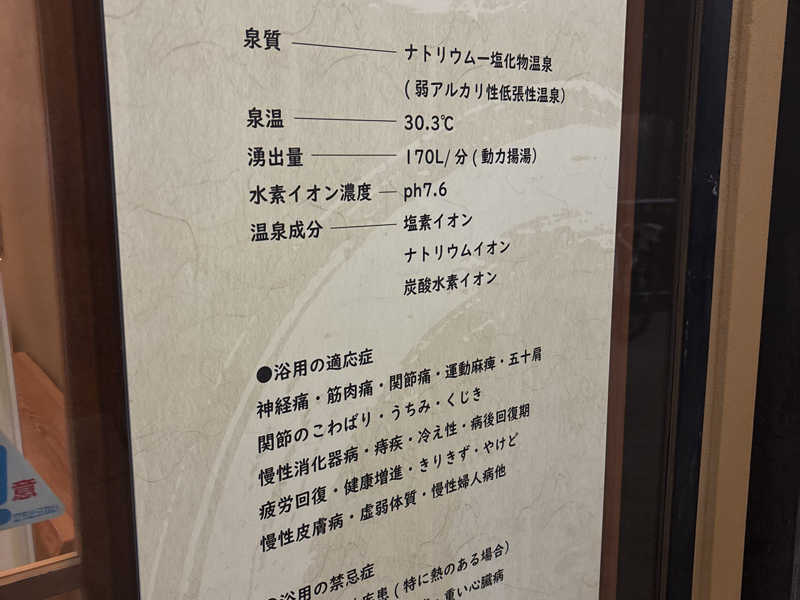 泉質 ナトリウムー塩化物温泉
(弱アルカリ性低張性温泉)
泉温 30.3℃
湧出量 170L/分(動力揚湯)
水素イオン濃度 ph7.6
温泉成分 塩素イオン
ナトリウムイオン
炭酸水素イオン
●浴用の適応症
神経痛・筋肉痛・関節痛・運動麻痺・五十肩
関節のこわばり・うちみ・くじき
慢性消化器病・痔疾・冷え性・病後回復期
疲労回復・健康増進・きりきず・やけど
慢性皮膚病・虚弱体質・慢性婦人病他
●浴用の禁忌症
疾患(特に熱のある場合)
・重い心臓病
意